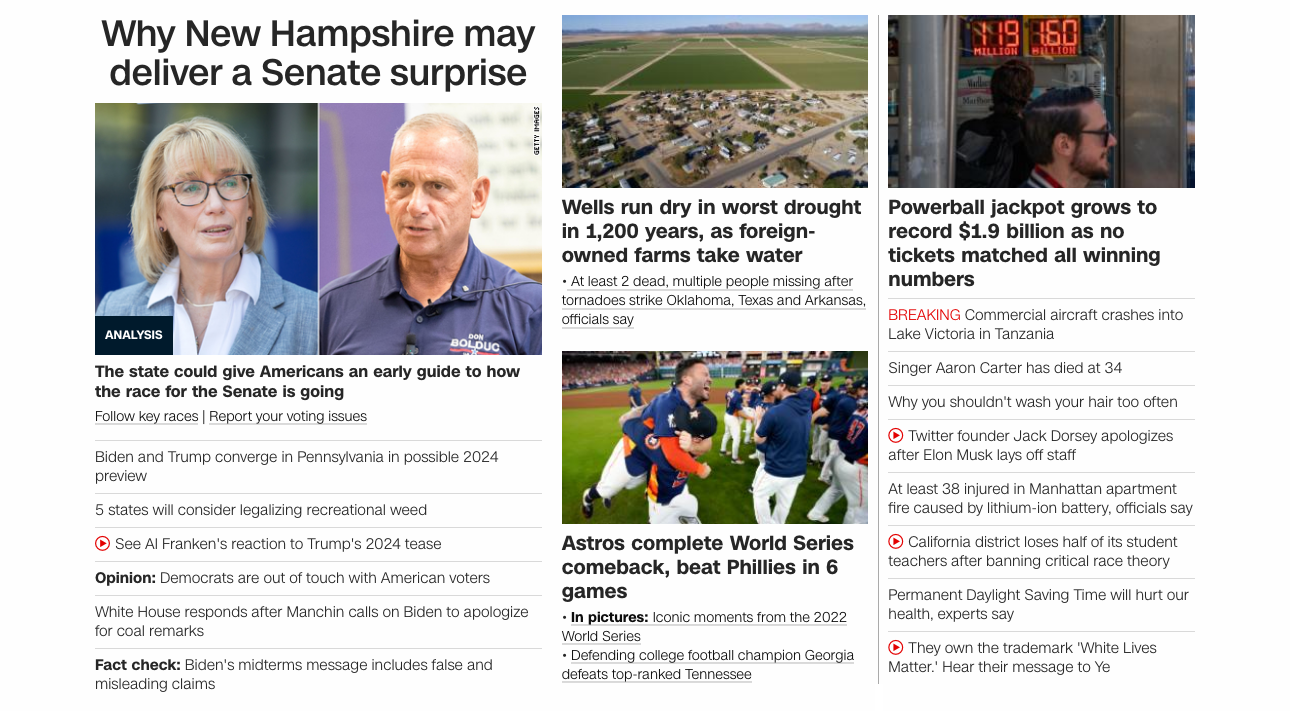 Why New Hampshire may
deliver a Senate surprise
GETTY IMAGES
DON
BOLDUC
ANALYSIS
The state could give Americans an early guide to how
the race for the Senate is going
Follow key races | Report your voting issues
Biden and Trump converge in Pennsylvania in possible 2024
preview
5 states will consider legalizing recreational weed
See Al Franken's reaction to Trump's 2024 tease
Opinion: Democrats are out of touch with American voters
White House responds after Manchin calls on Biden to apologize
for coal remarks
Fact check: Biden's midterms message includes false and
misleading claims
Wells run dry in worst drought
in 1,200 years, as foreign-
owned farms take water
• At least 2 dead, multiple people missing after
tornadoes strike Oklahoma, Texas and Arkansas,
officials say
Astros complete World Series
comeback, beat Phillies in 6
games
• In pictures: Iconic moments from the 2022
World Series
• Defending college football champion Georgia
defeats top-ranked Tennessee
119 160
MILLION BILLION
Marlboro
Powerball jackpot grows to
record $1.9 billion as no
tickets matched all winning
numbers
BREAKING Commercial aircraft crashes into
Lake Victoria in Tanzania
Singer Aaron Carter has died at 34
Why you shouldn't wash your hair too often
Twitter founder Jack Dorsey apologizes
after Elon Musk lays off staff
At least 38 injured in Manhattan apartment
fire caused by lithium-ion battery, officials say
California district loses half of its student
teachers after banning critical race theory
Permanent Daylight Saving Time will hurt our
health, experts say
They own the trademark 'White Lives
Matter.' Hear their message to Ye